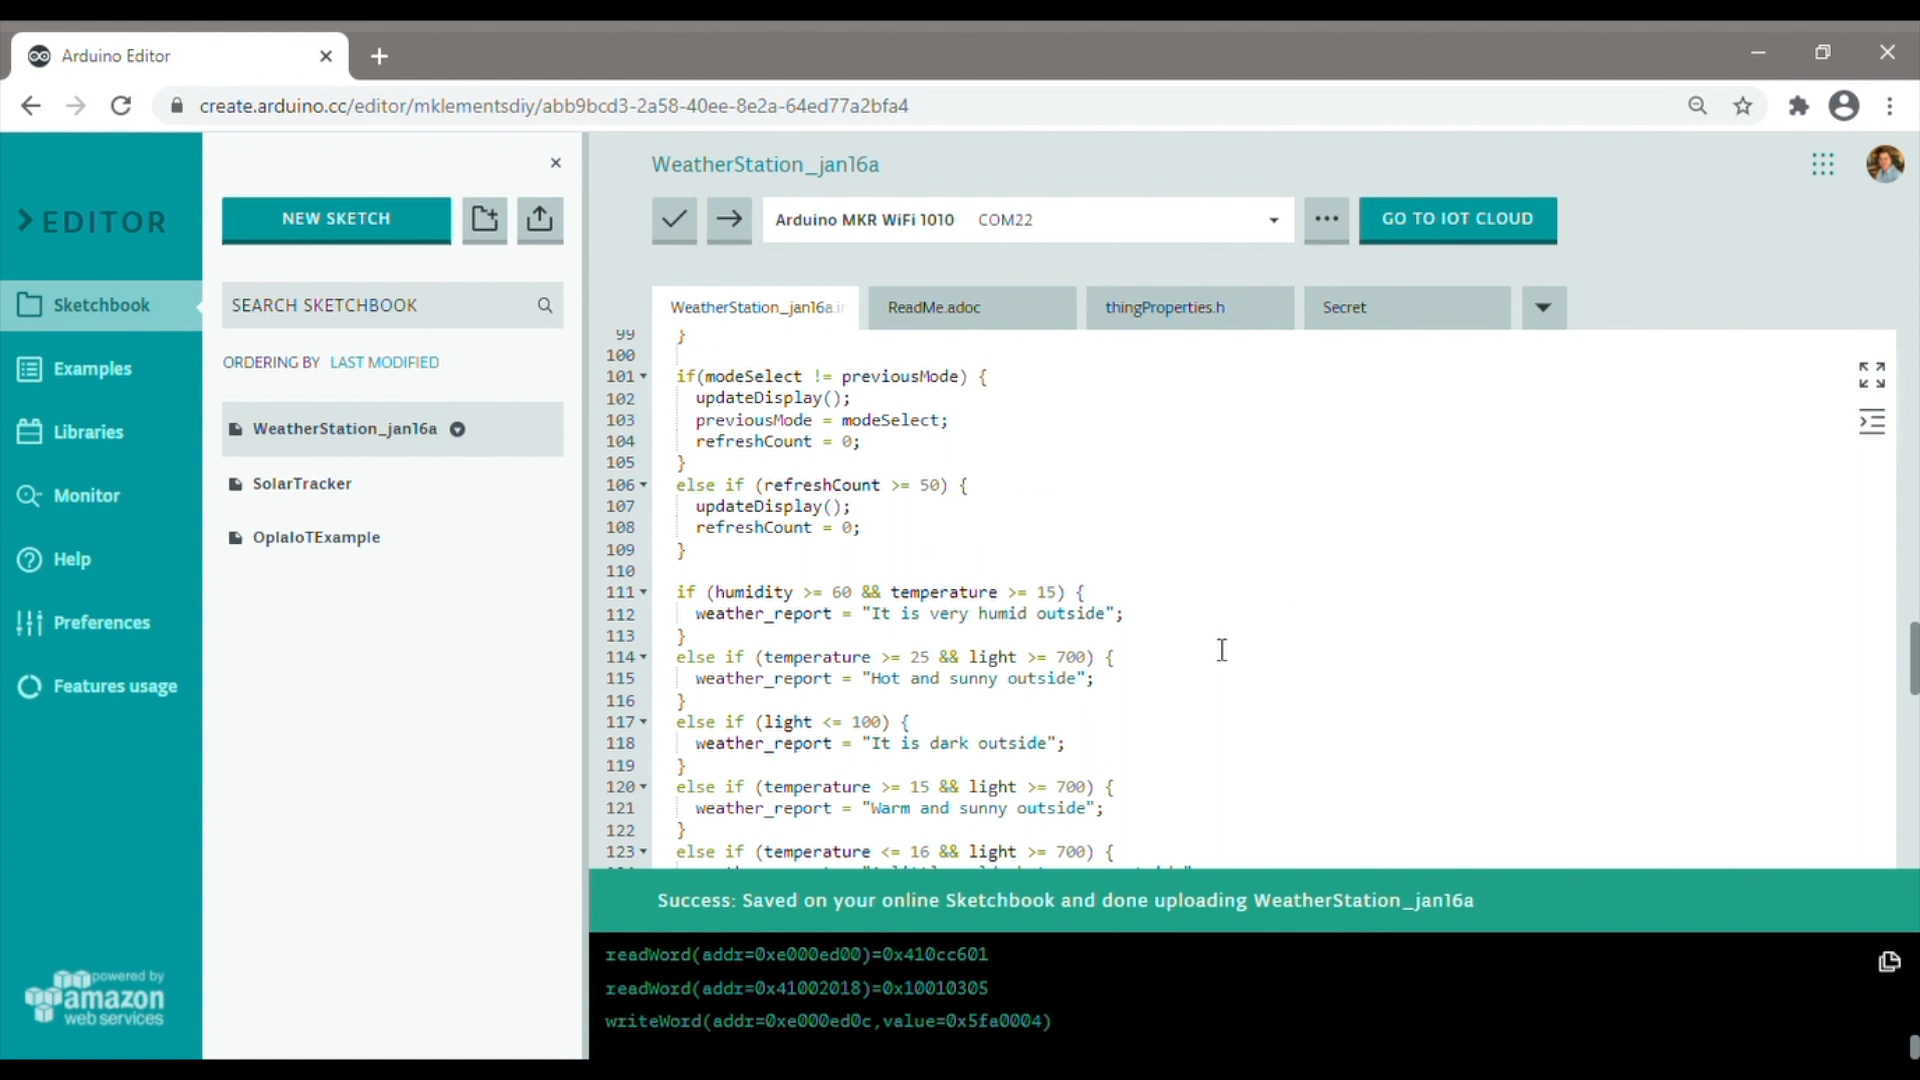 Arduino Editor
create.arduino.cc/editor/mklementsdiy/abb9bcd3-2a58-40ee-8e2a-64ed77a2bfa4
EDITOR
Sketchbook
Examples
Libraries
Monitor
Help
Preferences
Features usage
powered by
amazon
web services
NEW SKETCH
SEARCH SKETCHBOOK
ORDERING BY LAST MODIFIED
WeatherStation_jan16a
SolarTracker
OplaIoTExample
WeatherStation_jan16a
Arduino MKR WiFi 1010 COM22
GO TO IOT CLOUD
WeatherStation_jan16a.in
ReadMe.adoc
thingProperties.h
Secret
99 }
100
101 if(modeSelect != previousMode) {
102 updateDisplay();
103 previousMode = modeSelect;
104 refreshCount = 0;
105 }
106 else if (refreshCount >= 50) {
107 updateDisplay();
108 refreshCount = 0;
109 }
110
111 if (humidity >= 60 && temperature >= 15) {
112 weather_report = "It is very humid outside";
113 }
114 else if (temperature >= 25 && light >= 700) {
115 weather_report = "Hot and sunny outside";
116 }
117 else if (light <= 100) {
118 weather_report = "It is dark outside";
119 }
120 else if (temperature >= 15 && light >= 700) {
121 weather_report = "Warm and sunny outside";
122 }
123 else if (temperature <= 16 && light >= 700) {
Success: Saved on your online Sketchbook and done uploading WeatherStation_jan16a
readWord(addr=0xe000ed00)=0x410cc601
readWord(addr=0x41002018)=0x10010305
writeWord(addr=0xe000ed0c,value=0x5fa0004)